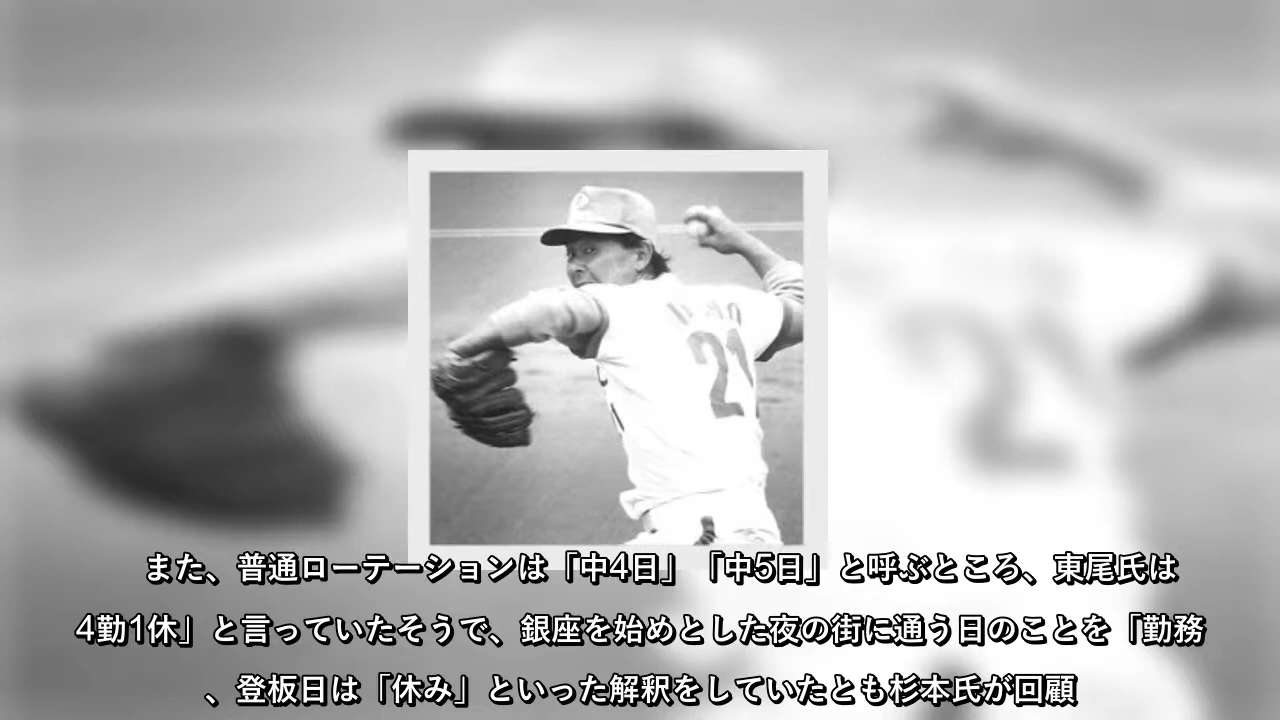 21
また、普通ローテーションは「中4日」「中5日」と呼ぶところ、東尾氏は
4勤1休」と言っていたそうで、銀座を始めとした夜の街に通う日のことを「勤務
、登板日は「休み」といった解釈をしていたとも杉本氏が回顧